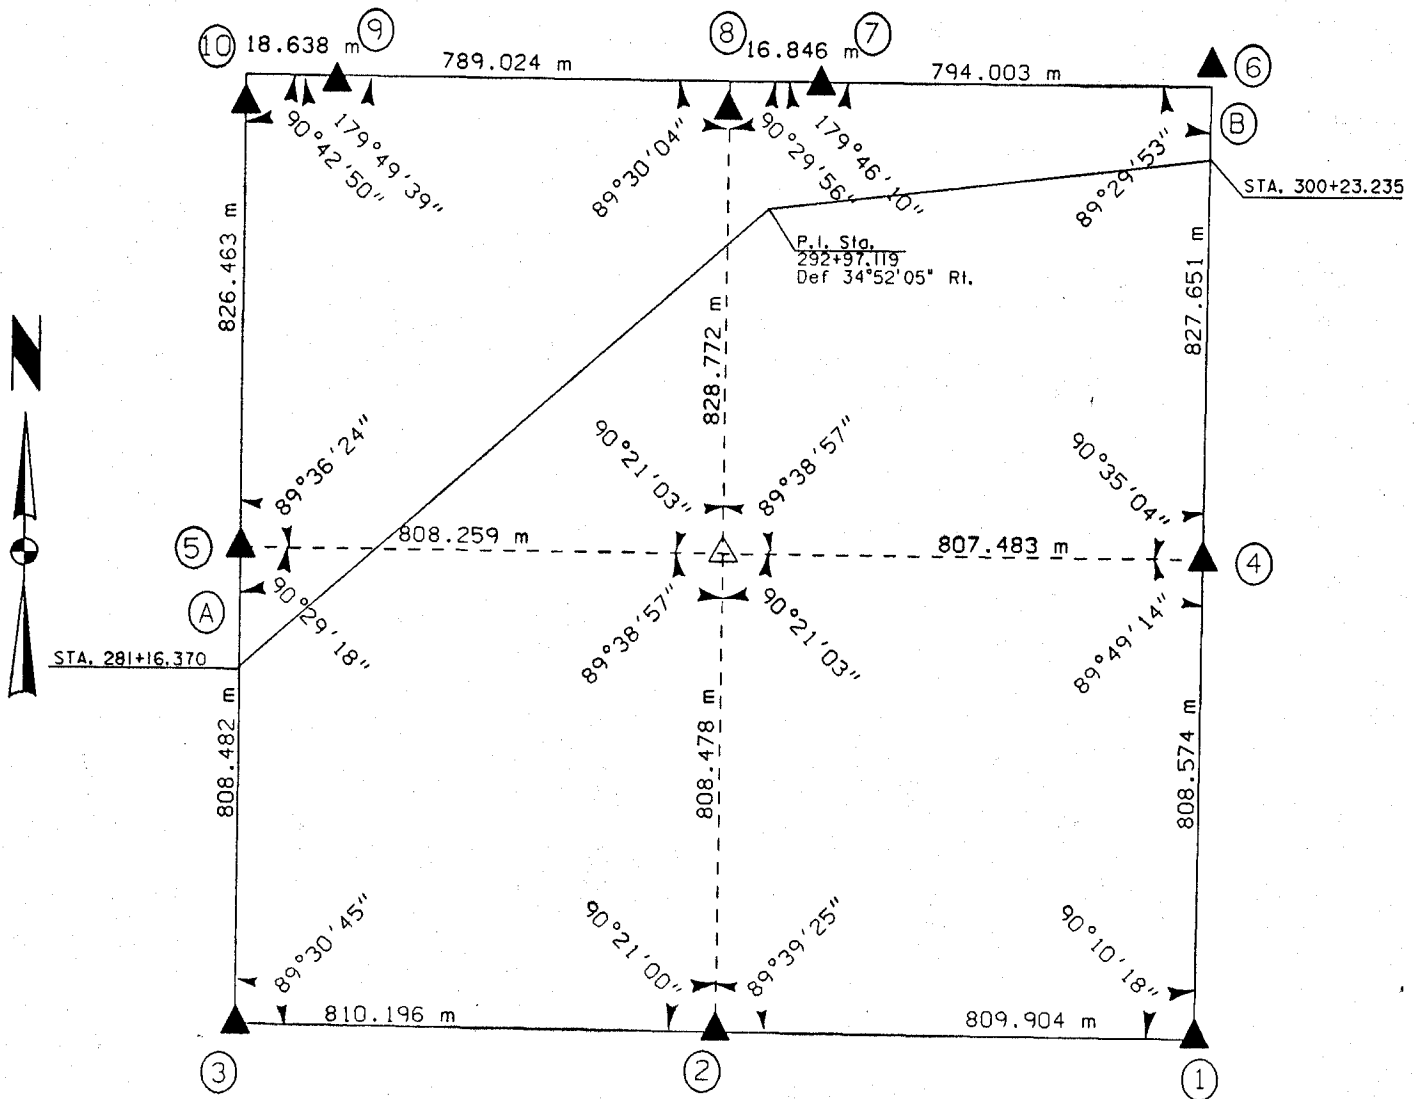 10 18.638 m 9
789.024 m
8 16.846 m 7
794.003 m
6
B
90°42'50"
179°49'39"
89°30'04"
90°29'56"
179°46'10"
89°29'53"
STA. 300+23.235
P.I. Sta.
292+97.119
Def 34°52'05" Rt.
826.463 m
828.772 m
827.651 m
N
89°36'24"
90°21'03"
89°38'57"
90°35'04"
5
808.259 m
807.483 m
4
A
90°29'18"
89°38'57"
90°21'03"
89°49'14"
STA. 281+16.370
808.482 m
808.478 m
808.574 m
89°30'45"
90°21'00"
89°39'25"
90°10'18"
810.196 m
809.904 m
3
2
1